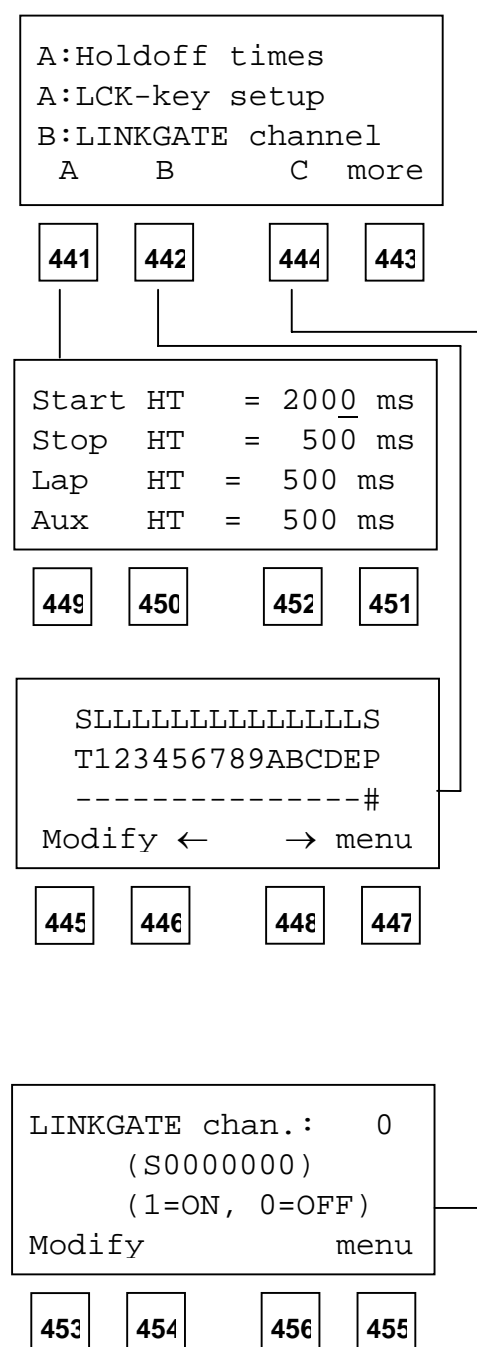 A:Holdoff times
A:LCK-key setup
B:LINKGATE channel
A B C more
441 442 444 443
Start HT = 2000 ms
Stop HT = 500 ms
Lap HT = 500 ms
Aux HT = 500 ms
449 450 452 451
SLLLLLLLLLLLLLLS
T123456789ABCDEP
---------------#
Modify ← → menu
445 446 448 447
LINKGATE chan.: 0
(S0000000)
(1=ON, 0=OFF)
Modify menu
453 454 456 455